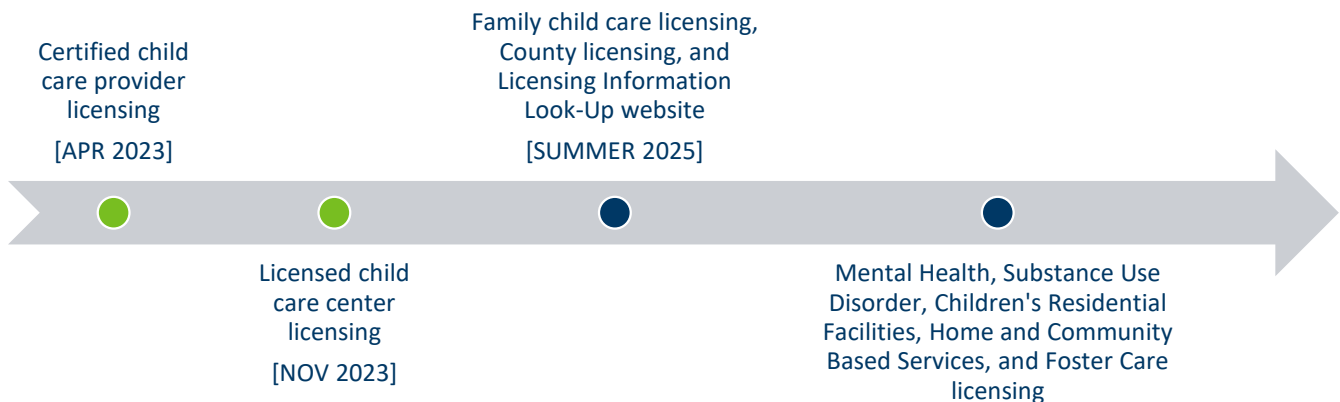 Certified child
care provider
licensing
[APR 2023]
Licensed child
care center
licensing
[NOV 2023]
Family child care licensing,
County licensing, and
Licensing Information
Look-Up website
[SUMMER 2025]
Mental Health, Substance Use
Disorder, Children's Residential
Facilities, Home and Community
Based Services, and Foster Care
licensing